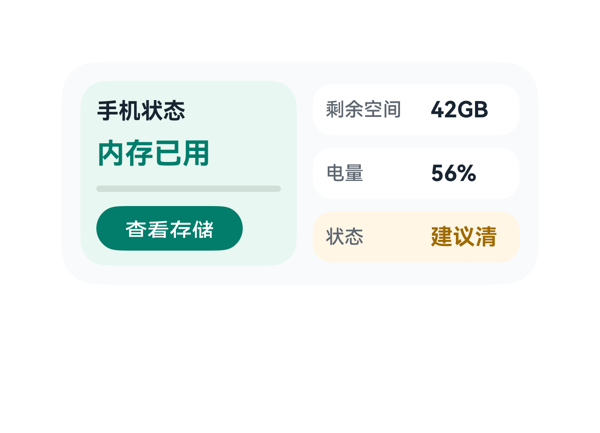 手机状态
内存已用
查看存储
剩余空间 42GB
电量 56%
状态 建议清